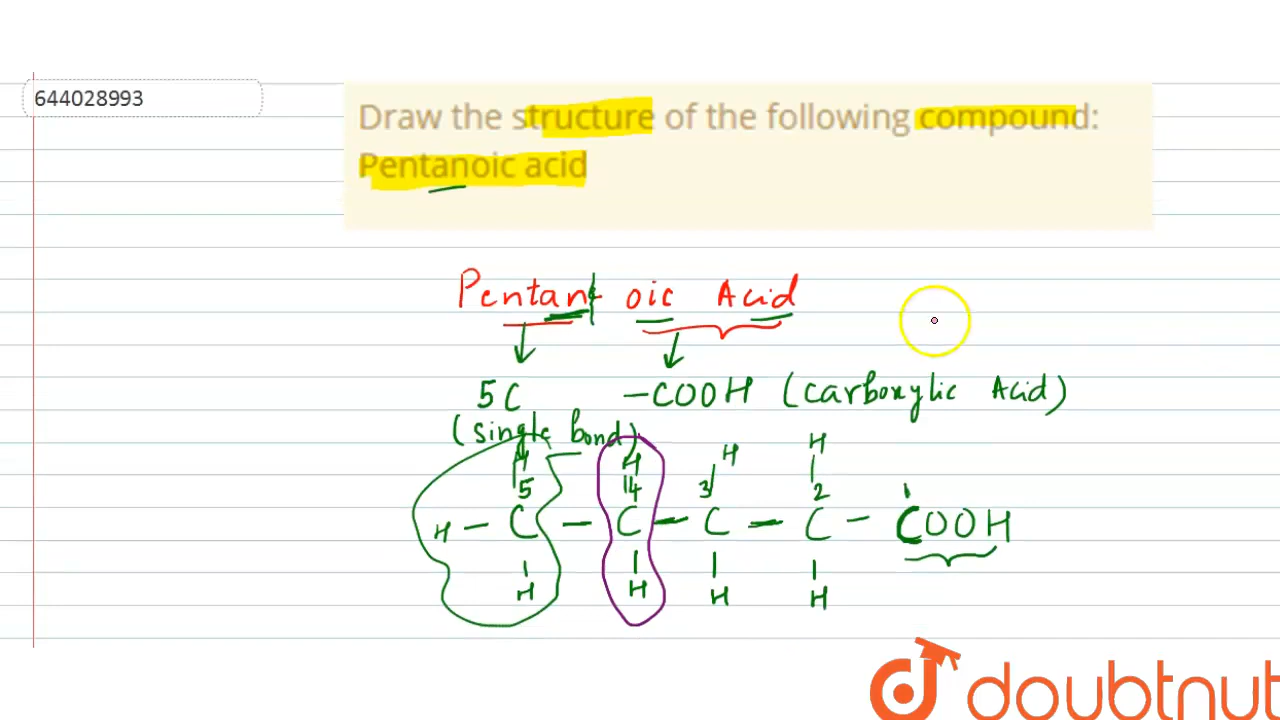 644028993
Draw the structure of the following compound:
Pentanoic acid
Pentan oic Acid
5C -COOH (Carboxylic Acid)
(single bond)
H H H H
5 4 3 2 1
H - C - C - C - C - COOH
H H H H
doubtnut